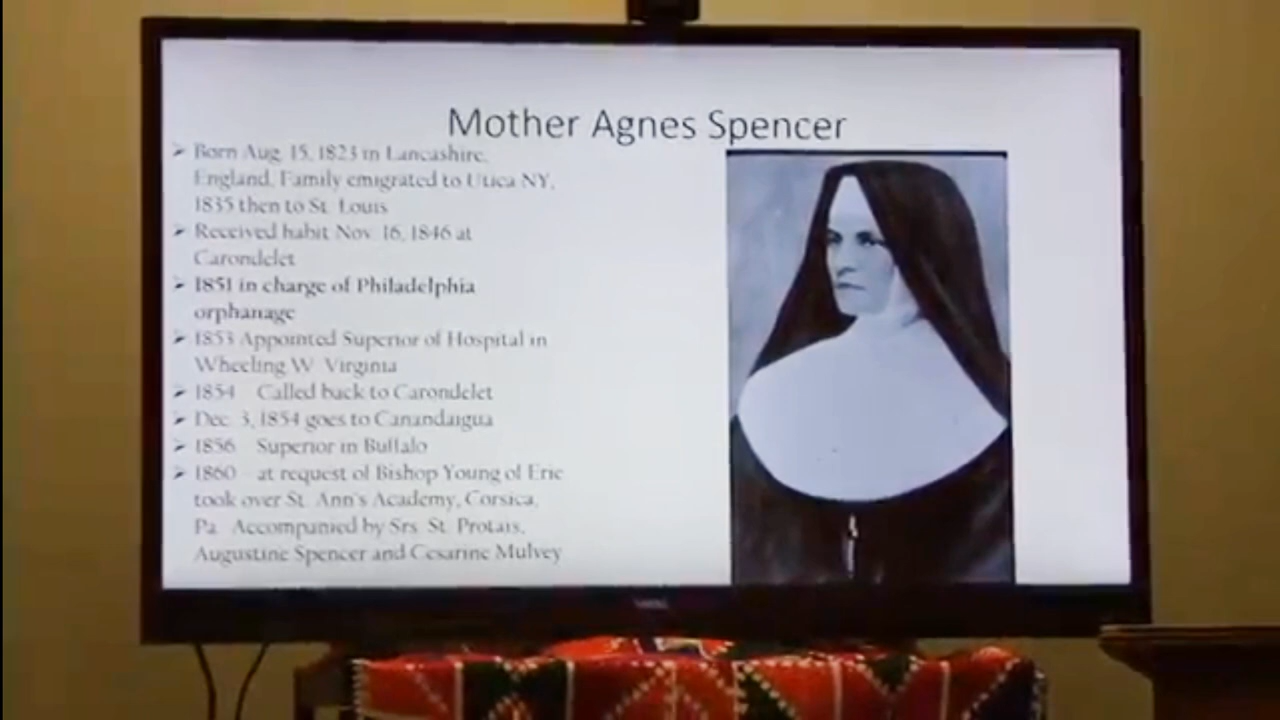 Mother Agnes Spencer
➢ Born Aug. 15, 1823 in Lancashire,
England, Family emigrated to Utica NY,
1835 then to St. Louis
➢ Received habit Nov. 16, 1846 at
Carondelet
➢ 1851 in charge of Philadelphia
orphanage
➢ 1853 Appointed Superior of Hospital in
Wheeling W. Virginia
➢ 1854 Called back to Carondelet
➢ Dec. 3, 1854 goes to Canandaigua
➢ 1856 Superior in Buffalo
➢ 1860 – at request of Bishop Young of Erie
took over St. Ann's Academy, Corsica,
Pa. Accompanied by Srs. St. Protais,
Augustine Spencer and Cesarine Mulvey